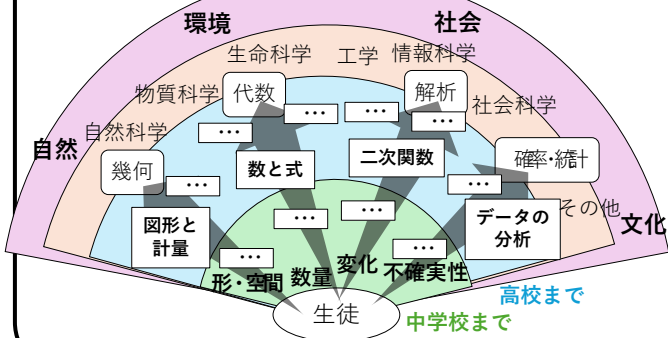 環境
社会
生命科学
工学
情報科学
物質科学
代数
解析
社会科学
自然科学
自然
幾何
確率・統計
…
…
…
…
数と式
二次関数
…
…
図形と
計量
データの
分析
その他
文化
…
…
…
…
形・空間
数量
変化
不確実性
高校まで
生徒
中学校まで